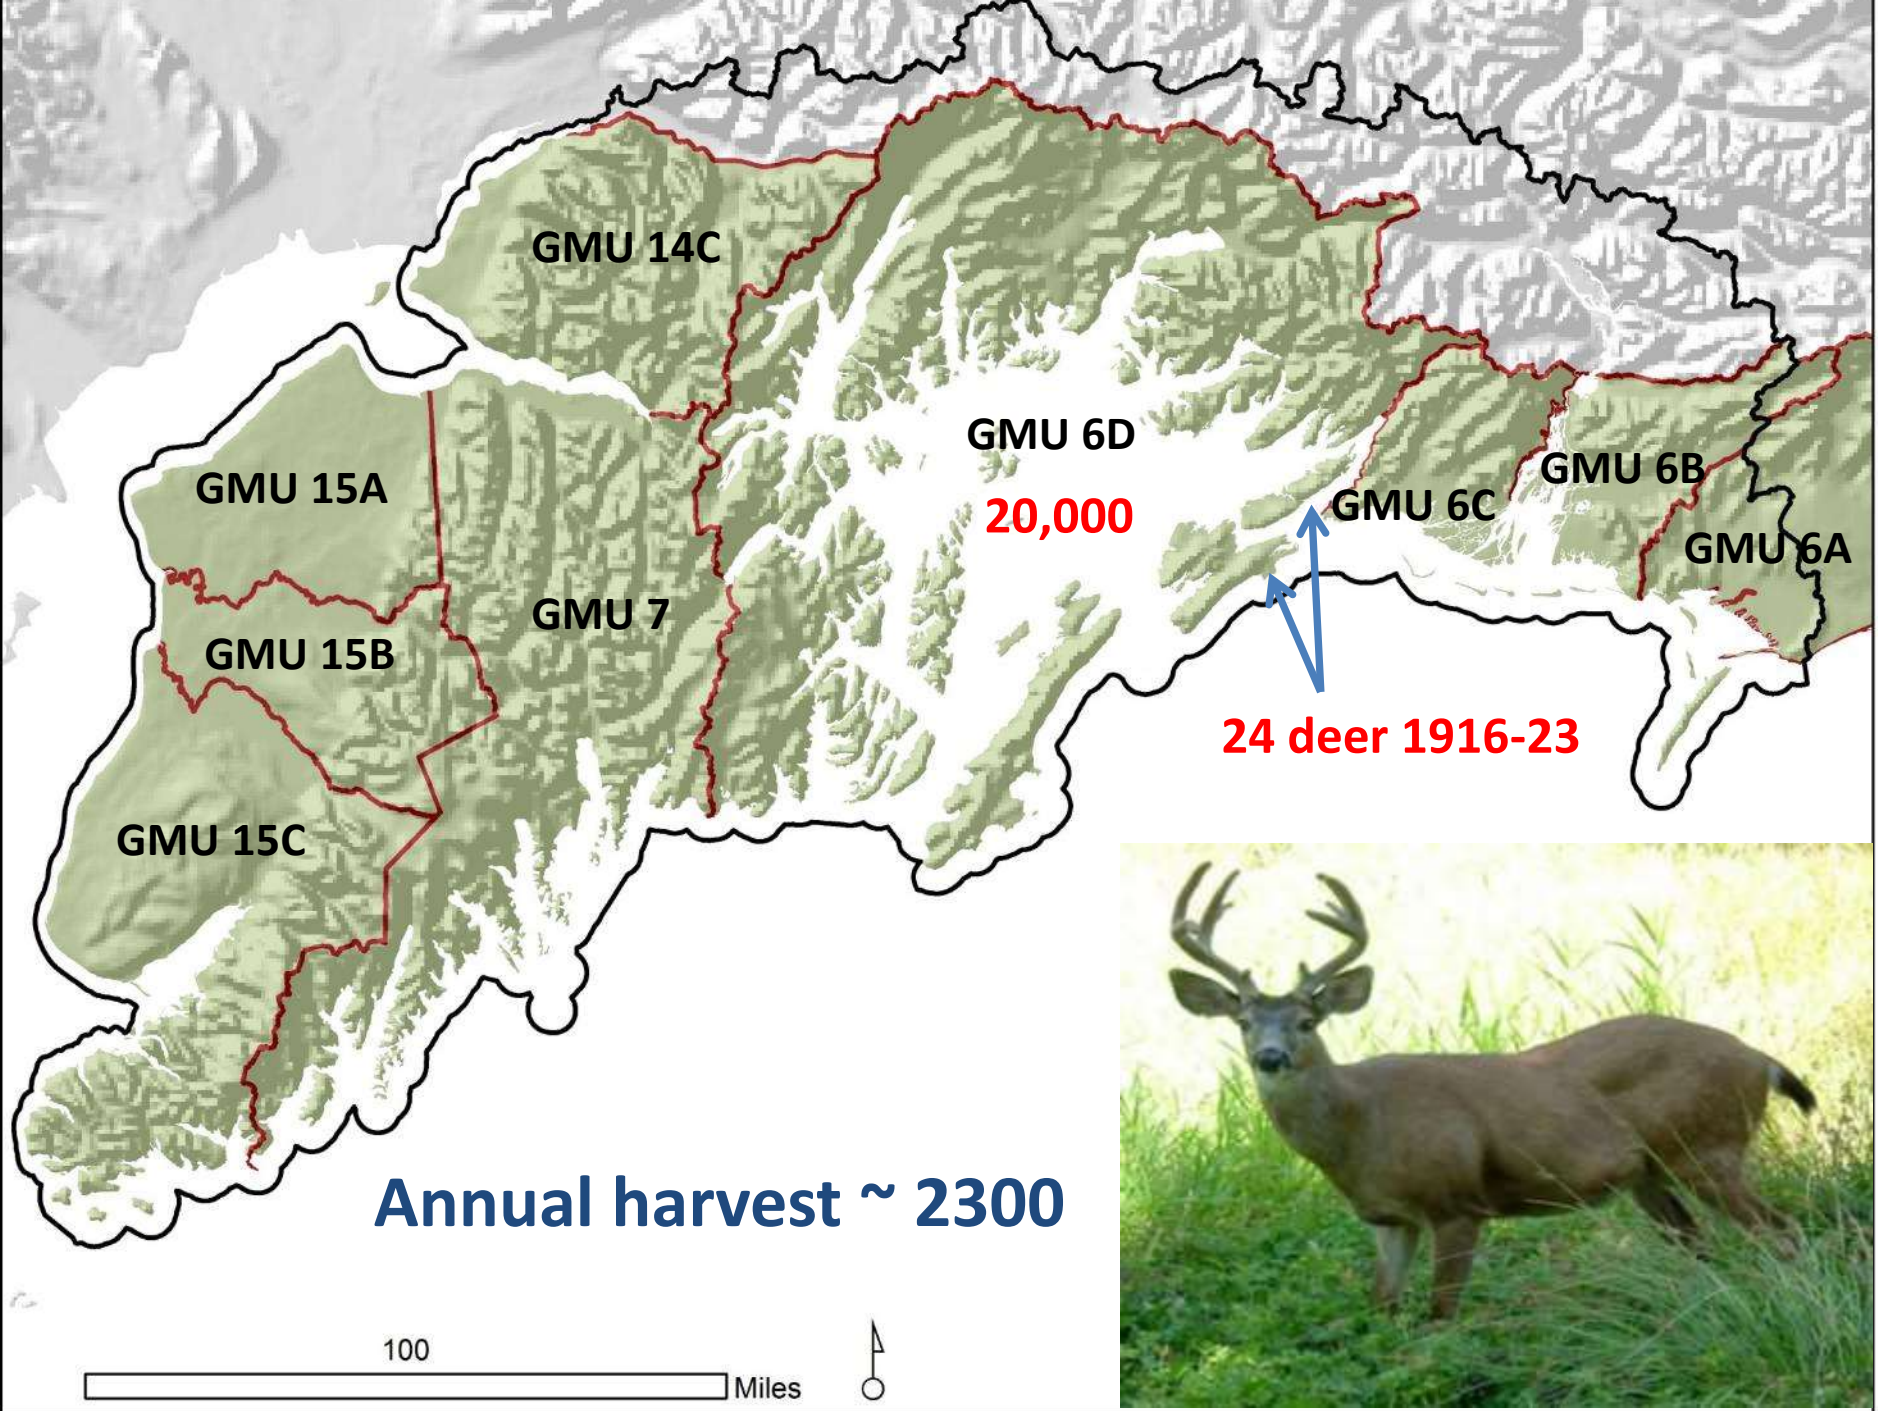 GMU 14C
GMU 6D
GMU 15A
GMU 6B
GMU 6C
20,000
GMU 6A
GMU 7
GMU 15B
24 deer 1916-23
GMU 15C
Annual harvest ~ 2300
100
Miles